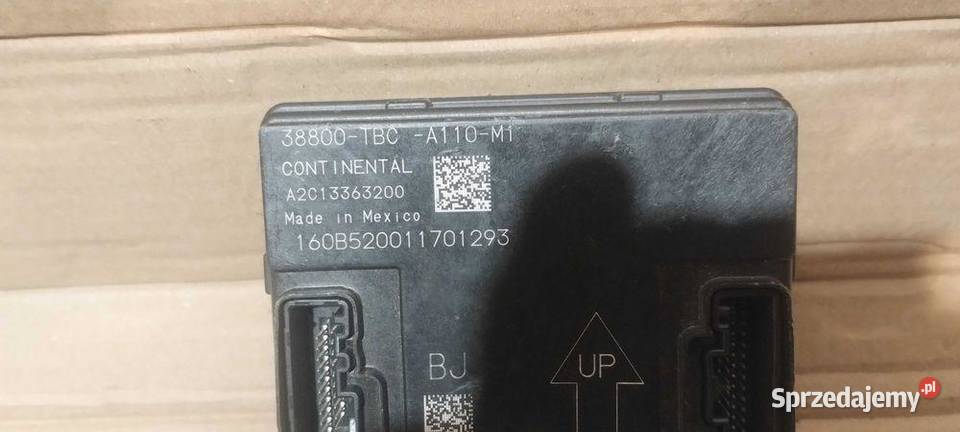 38800-TBC -A110-M1
CONTINENTAL
A2C13363200
Made in Mexico
160B520011701293
BJ
UP
Sprzedajemy.pl